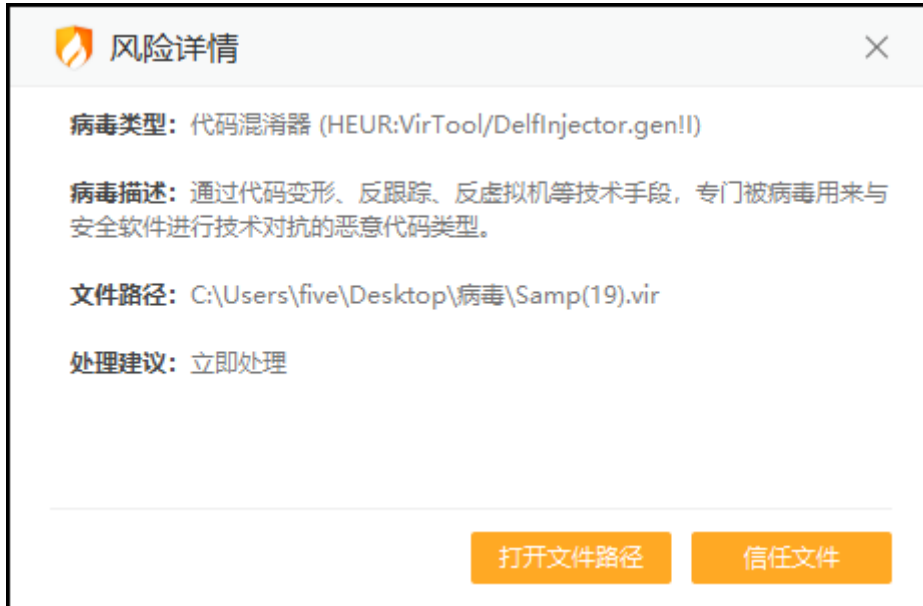 风险详情
病毒类型：代码混淆器 (HEUR:VirTool/DelfInjector.gen!I)
病毒描述：通过代码变形、反跟踪、反虚拟机等技术手段，专门被病毒用来与
安全软件进行技术对抗的恶意代码类型。
文件路径：C:\Users\five\Desktop\病毒\Samp(19).vir
处理建议：立即处理
打开文件路径 信任文件